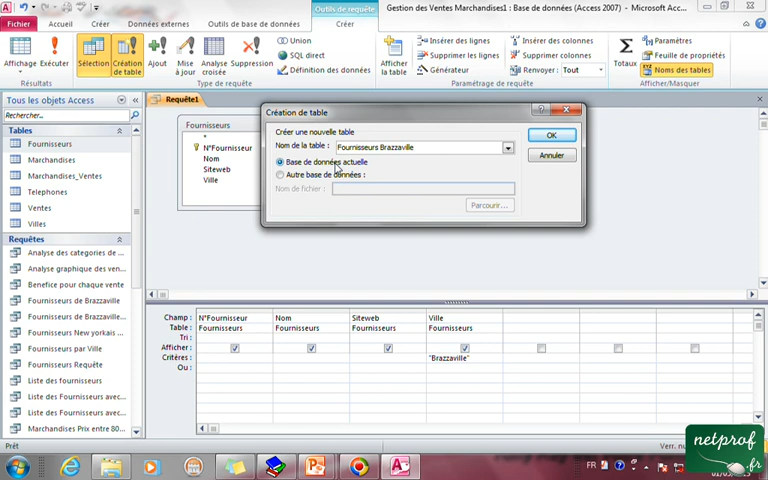 Outils de requête
Gestion des Ventes Marchandises1 : Base de données (Access 2007) - Microsoft Acc...
Fichier
Accueil
Créer
Données externes
Outils de base de données
Créer
Affichage
Exécuter
Sélection
Création de table
Ajout
Mise à jour
Analyse croisée
Suppression
Union
SQL direct
Définition des données
Afficher la table
Insérer des lignes
Supprimer les lignes
Générateur
Insérer des colonnes
Supprimer colonnes
Renvoyer : Tout
Totaux
Paramètres
Feuille de propriétés
Noms des tables
Résultats
Type de requête
Paramétrage de requête
Afficher/Masquer
Tous les objets Access
Rechercher...
Tables
Fournisseurs
Marchandises
Marchandises_Ventes
Telephones
Ventes
Villes
Requêtes
Analyse des categories de ...
Analyse graphique des ven...
Benefice pour chaque vente
Fournisseurs de Brazzaville
Fournisseurs de Brazzaville
Fournisseurs New yorkais ...
Fournisseurs par Ville
Fournisseurs Requête
Liste des fournisseurs
Liste des Fournisseurs avec...
Liste des Fournisseurs avec...
Marchandises Prix entre 80...
Requête1
Fournisseurs
*
N°Fournisseur
Nom
Siteweb
Ville
Création de table
Créer une nouvelle table
Nom de la table : Fournisseurs Brazzaville
Base de données actuelle
Autre base de données :
Nom de fichier :
Parcourir...
OK
Annuler
Champ : N°Fournisseur Nom Siteweb Ville
Table : Fournisseurs Fournisseurs Fournisseurs Fournisseurs
Tri :
Afficher :
Critères : "Brazzaville"
Ou :
Prêt
Verr. nu
FR
netprof
.fr